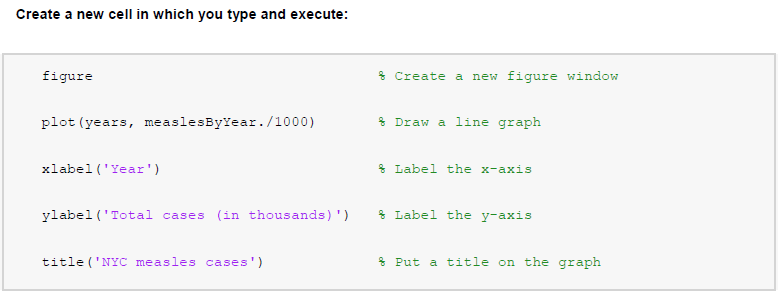 Create a new cell in which you type and execute:
figure % Create a new figure window
plot(years, measlesByYear./1000) % Draw a line graph
xlabel('Year') % Label the x-axis
ylabel('Total cases (in thousands)') % Label the y-axis
title('NYC measles cases') % Put a title on the graph